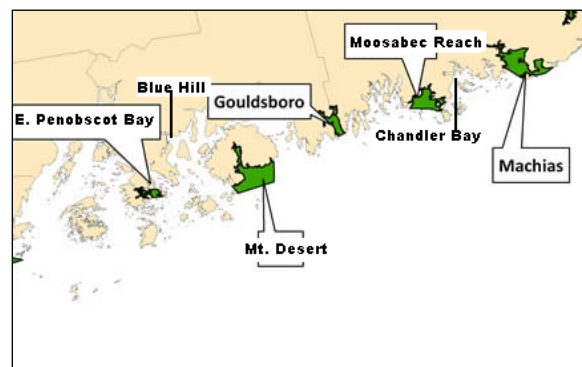 Moosabec Reach
Blue Hill
Gouldsboro
E. Penobscot Bay
Chandler Bay
Machias
Mt. Desert